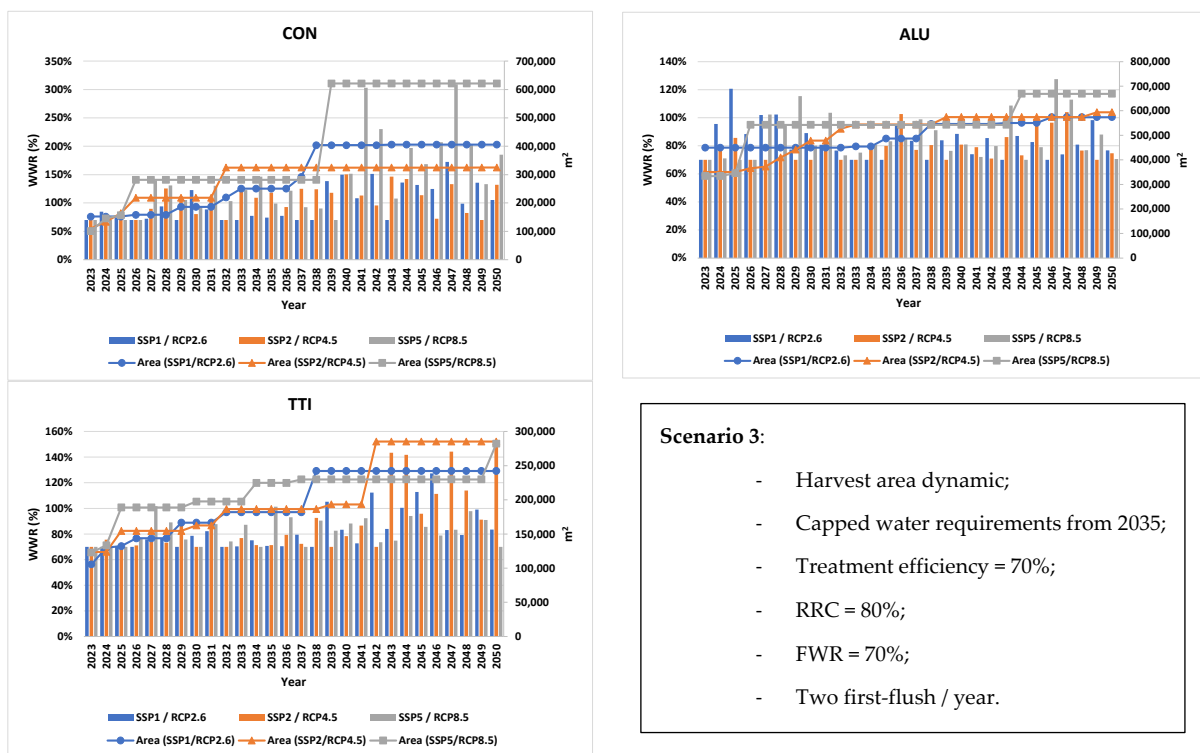 CON
WWR (%)
350%
300%
250%
200%
150%
100%
50%
0%
700,000
600,000
500,000
400,000
300,000
200,000
100,000
0
m²
2023 2024 2025 2026 2027 2028 2029 2030 2031 2032 2033 2034 2035 2036 2037 2038 2039 2040 2041 2042 2043 2044 2045 2046 2047 2048 2049 2050
Year
SSP1 / RCP2.6 SSP2 / RCP4.5 SSP5 / RCP8.5
Area (SSP1/RCP2.6) Area (SSP2/RCP4.5) Area (SSP5/RCP8.5)
ALU
WWR (%)
140%
120%
100%
80%
60%
40%
20%
0%
800,000
700,000
600,000
500,000
400,000
300,000
200,000
100,000
0
m²
2023 2024 2025 2026 2027 2028 2029 2030 2031 2032 2033 2034 2035 2036 2037 2038 2039 2040 2041 2042 2043 2044 2045 2046 2047 2048 2049 2050
Year
SSP1 / RCP2.6 SSP2 / RCP4.5 SSP5 / RCP8.5
Area (SSP1/RCP2.6) Area (SSP2/RCP4.5) Area (SSP5/RCP8.5)
TTI
WWR (%)
160%
140%
120%
100%
80%
60%
40%
20%
0%
300,000
250,000
200,000
150,000
100,000
50,000
0
m²
2023 2024 2025 2026 2027 2028 2029 2030 2031 2032 2033 2034 2035 2036 2037 2038 2039 2040 2041 2042 2043 2044 2045 2046 2047 2048 2049 2050
Year
SSP1 / RCP2.6 SSP2 / RCP4.5 SSP5 / RCP8.5
Area (SSP1/RCP2.6) Area (SSP2/RCP4.5) Area (SSP5/RCP8.5)
Scenario 3:
- Harvest area dynamic;
- Capped water requirements from 2035;
- Treatment efficiency = 70%;
- RRC = 80%;
- FWR = 70%;
- Two first-flush / year.